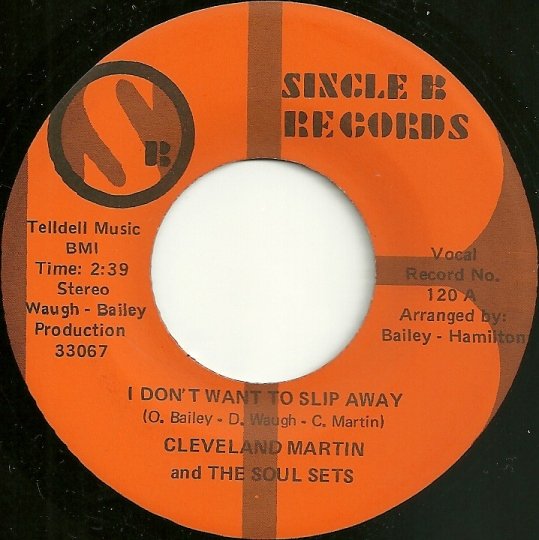 SINGLE B
RECORDS
S
B
Telldell Music
BMI
Time: 2:39
Stereo
Waugh - Bailey
Production
33067
Vocal
Record No.
120 A
Arranged by:
Bailey - Hamilton
I DON'T WANT TO SLIP AWAY
(O. Bailey - D. Waugh - C. Martin)
CLEVELAND MARTIN
and THE SOUL SETS